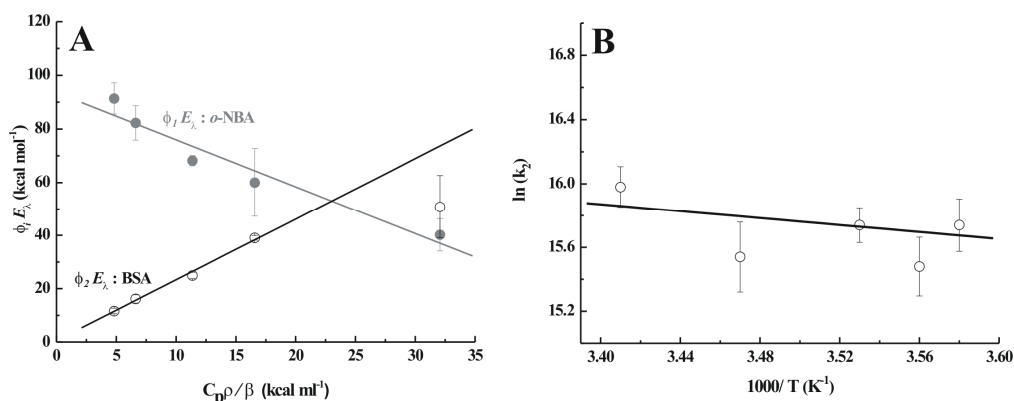 A
120
100
80
60
40
20
0
ϕi Eλ (kcal mol-1)
ϕ1 Eλ : o-NBA
ϕ2 Eλ : BSA
0 5 10 15 20 25 30 35
Cpρ/β (kcal ml-1)
B
16.8
16.4
16.0
15.6
15.2
ln (k2)
3.40 3.44 3.48 3.52 3.56 3.60
1000/ T (K-1)